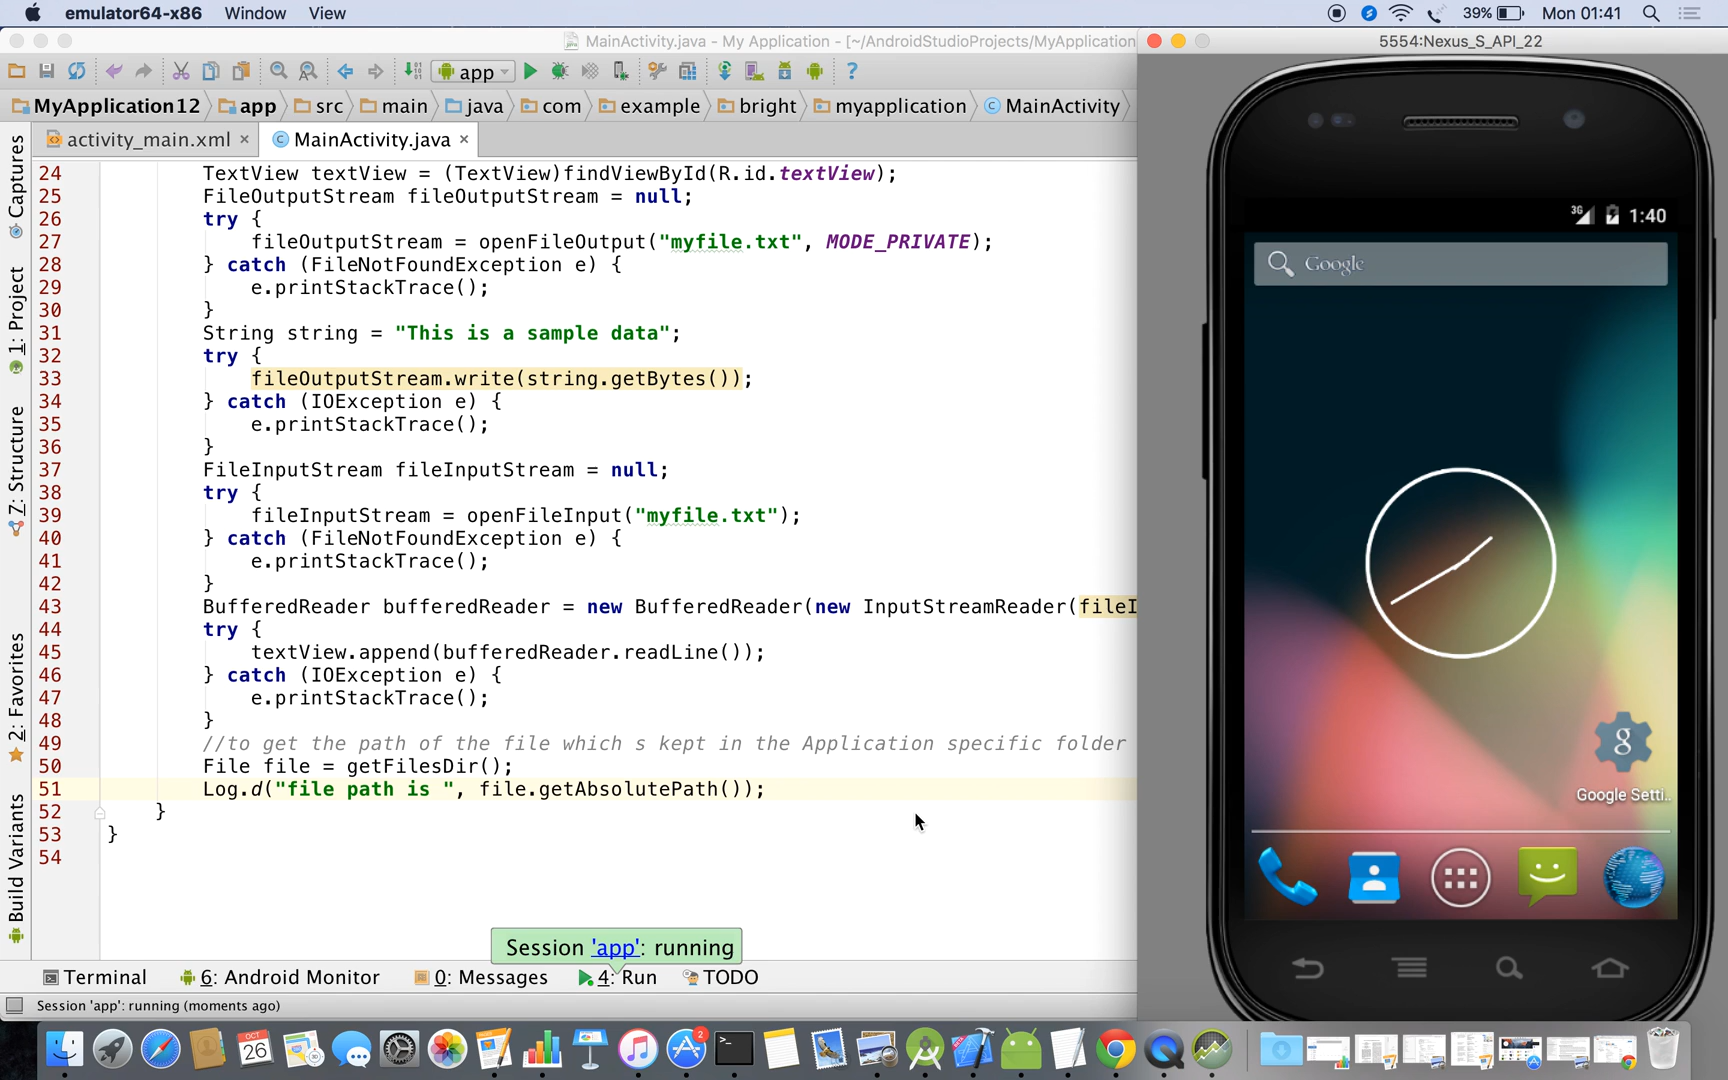 emulator64-x86 Window View 39% Mon 01:41
MainActivity.java - My Application - [~/AndroidStudioProjects/MyApplication
5554:Nexus_S_API_22
app
MyApplication12 app src main java com example bright myapplication MainActivity
activity_main.xml MainActivity.java
Captures
1: Project
7: Structure
2: Favorites
Build Variants
24 TextView textView = (TextView)findViewById(R.id.textView);
25 FileOutputStream fileOutputStream = null;
26 try {
27 fileOutputStream = openFileOutput("myfile.txt", MODE_PRIVATE);
28 } catch (FileNotFoundException e) {
29 e.printStackTrace();
30 }
31 String string = "This is a sample data";
32 try {
33 fileOutputStream.write(string.getBytes());
34 } catch (IOException e) {
35 e.printStackTrace();
36 }
37 FileInputStream fileInputStream = null;
38 try {
39 fileInputStream = openFileInput("myfile.txt");
40 } catch (FileNotFoundException e) {
41 e.printStackTrace();
42 }
43 BufferedReader bufferedReader = new BufferedReader(new InputStreamReader(fileI
44 try {
45 textView.append(bufferedReader.readLine());
46 } catch (IOException e) {
47 e.printStackTrace();
48 }
49 //to get the path of the file which s kept in the Application specific folder
50 File file = getFilesDir();
51 Log.d("file path is ", file.getAbsolutePath());
52 }
53 }
54
Session 'app': running
Terminal 6: Android Monitor 0: Messages 4: Run TODO
Session 'app': running (moments ago)
3G 1:40
Google
g
Google Setti..
OCT
26
2